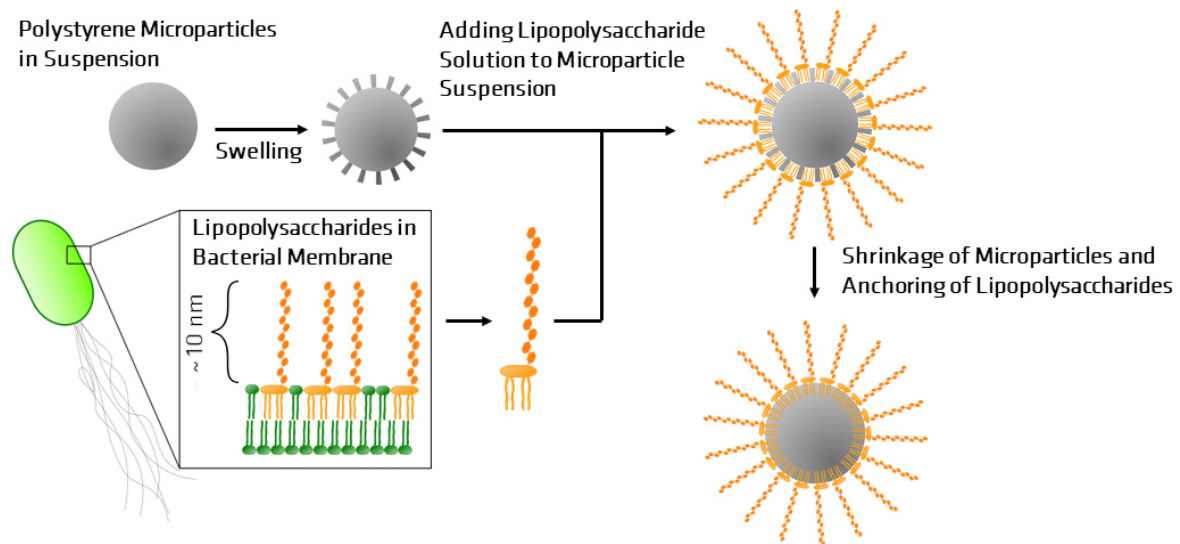 Polystyrene Microparticles
in Suspension
Swelling
Adding Lipopolysaccharide
Solution to Microparticle
Suspension
Lipopolysaccharides in
Bacterial Membrane
~ 10 nm
Shrinkage of Microparticles and
Anchoring of Lipopolysaccharides